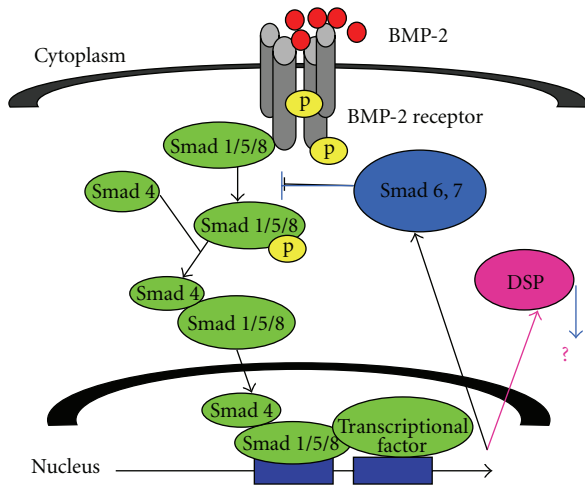 BMP-2
Cytoplasm
p
BMP-2 receptor
p
Smad 1/5/8
Smad 4
Smad 6, 7
Smad 1/5/8
p
DSP
Smad 4
Smad 1/5/8
?
Smad 4
Transcriptional
factor
Smad 1/5/8
Nucleus